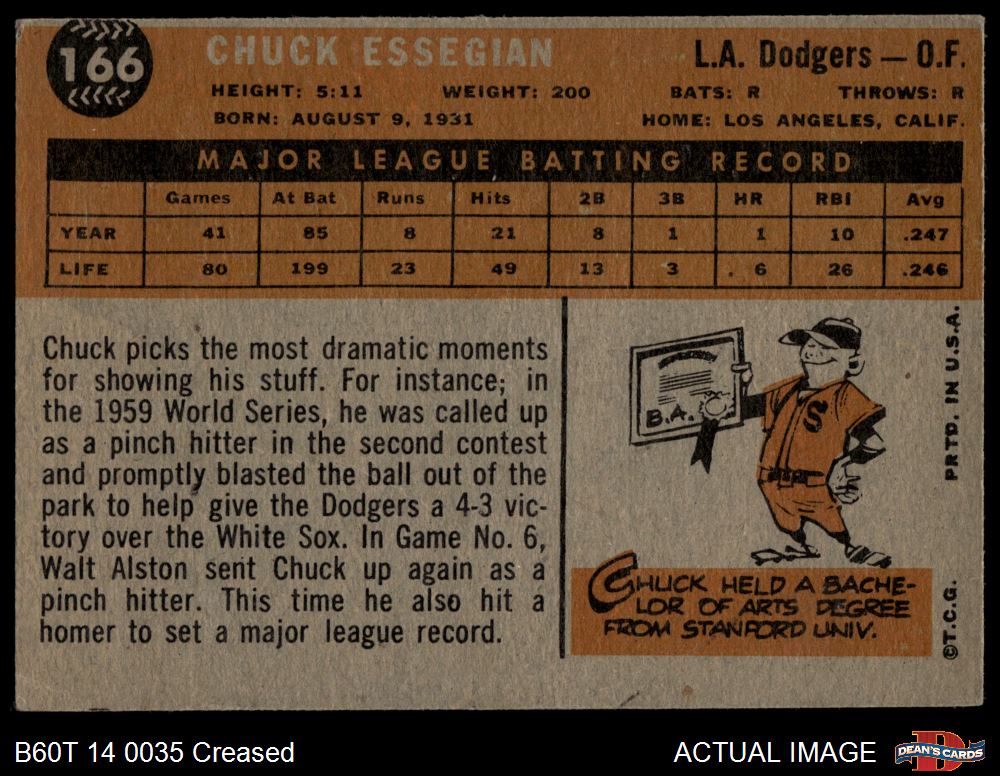 166
CHUCK ESSEGIAN
L.A. Dodgers — O.F.
HEIGHT: 5:11 WEIGHT: 200 BATS: R THROWS: R
BORN: AUGUST 9, 1931 HOME: LOS ANGELES, CALIF.
MAJOR LEAGUE BATTING RECORD
Games At Bat Runs Hits 2B 3B HR RBI Avg
YEAR 41 85 8 21 8 1 1 10 .247
LIFE 80 199 23 49 13 3 6 26 .246
Chuck picks the most dramatic moments
for showing his stuff. For instance; in
the 1959 World Series, he was called up
as a pinch hitter in the second contest
and promptly blasted the ball out of the
park to help give the Dodgers a 4-3 vic-
tory over the White Sox. In Game No. 6,
Walt Alston sent Chuck up again as a
pinch hitter. This time he also hit a
homer to set a major league record.
B.A.
S
CHUCK HELD A BACHE-
LOR OF ARTS DEGREE
FROM STANFORD UNIV.
©T.C.G. PRTD. IN U.S.A.
B60T 14 0035 Creased
ACTUAL IMAGE
D
DEAN'S CARDS